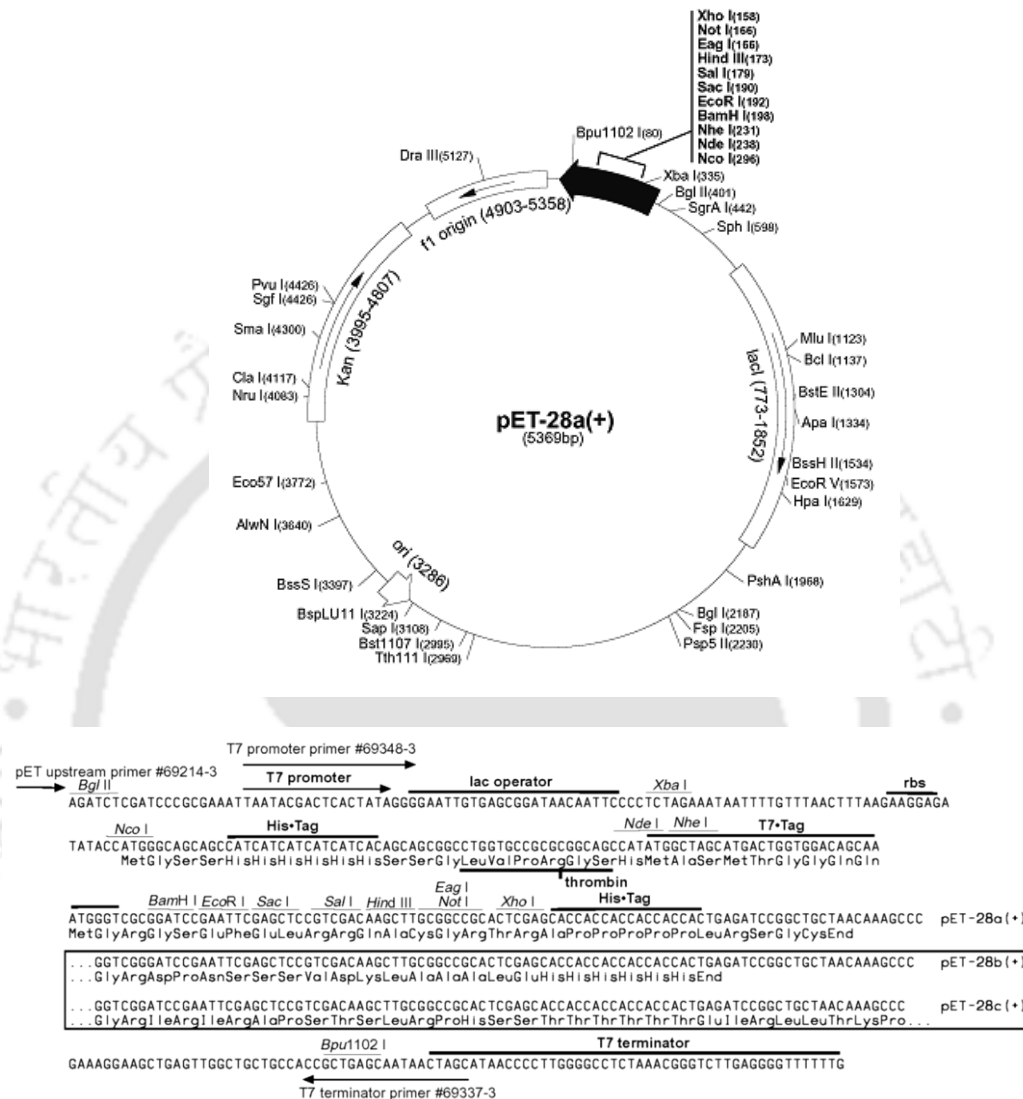 Xho I(158)
Not I(166)
Eag I(166)
Hind III(173)
Sal I(179)
Sac I(190)
EcoR I(192)
BamH I(198)
Nhe I(231)
Nde I(238)
Nco I(296)
Bpu1102 I(80)
Dra III(5127)
Xba I(335)
Bgl II(401)
SgrA I(442)
Sph I(598)
f1 origin (4903-5358)
Pvu I(4426)
Sgf I(4426)
Sma I(4300)
Kan (3995-4807)
Cla I(4117)
Nru I(4083)
Mlu I(1123)
Bcl I(1137)
BstE II(1304)
Apa I(1334)
lacI (773-1852)
BssH II(1534)
EcoR V(1573)
Hpa I(1629)
pET-28a(+)
(5369bp)
Eco57 I(3772)
AlwN I(3640)
ori (3286)
BssS I(3397)
BspLU11 I(3224)
Sap I(3108)
Bst1107 I(2995)
Tth111 I(2969)
PshA I(1968)
Bgl I(2187)
Fsp I(2205)
Psp5 II(2230)
T7 promoter primer #69348-3
pET upstream primer #69214-3
Bgl II T7 promoter lac operator Xba I rbs
AGATCTCGATCCCGCGAAATTAATACGACTCACTATAGGGGAATTGTGAGCGGATAACAATTCCCCTCTAGAAATAATTTTGTTTAACTTTAAGAAGGAGA
Nco I His•Tag Nde I Nhe I T7•Tag
TATACCATGGGCAGCAGCCATCATCATCATCATCACAGCAGCGGCCTGGTGCCGCGCGGCAGCCATATGGCTAGCATGACTGGTGGACAGCAA
MetGlySerSerHisHisHisHisHisHisSerSerGlyLeuValProArgGlySerHisMetAlaSerMetThrGlyGlyGlnGln
thrombin
BamH I EcoR I Sac I Sal I Hind III Eag I Not I Xho I His•Tag
ATGGGTCGCGGATCCGAATTCGAGCTCCGTCGACAAGCTTGCGGCCGCACTCGAGCACCACCACCACCACCACTGAGATCCGGCTGCTAACAAAGCCC pET-28a(+)
MetGlyArgGlySerGluPheGluLeuArgArgGlnAlaCysGlyArgThrArgAlaProProProProProLeuArgSerGlyCysEnd
...GGTCGGGATCCGAATTCGAGCTCCGTCGACAAGCTTGCGGCCGCACTCGAGCACCACCACCACCACCACTGAGATCCGGCTGCTAACAAAGCCC pET-28b(+)
...GlyArgAspProAsnSerSerSerValAspLysLeuAlaAlaAlaLeuGluHisHisHisHisHisHisEnd
...GGTCGGATCCGAATTCGAGCTCCGTCGACAAGCTTGCGGCCGCACTCGAGCACCACCACCACCACCACTGAGATCCGGCTGCTAACAAAGCCC pET-28c(+)
...GlyArgIleArgIleArgAlaProSerThrSerLeuArgProHisSerSerThrThrThrThrThrThrGluIleArgLeuLeuThrLysPro...
Bpu1102 I T7 terminator
GAAAGGAAGCTGAGTTGGCTGCTGCCACCGCTGAGCAATAACTAGCATAACCCCTTGGGGCCTCTAAACGGGTCTTGAGGGGTTTTTTG
T7 terminator primer #69337-3